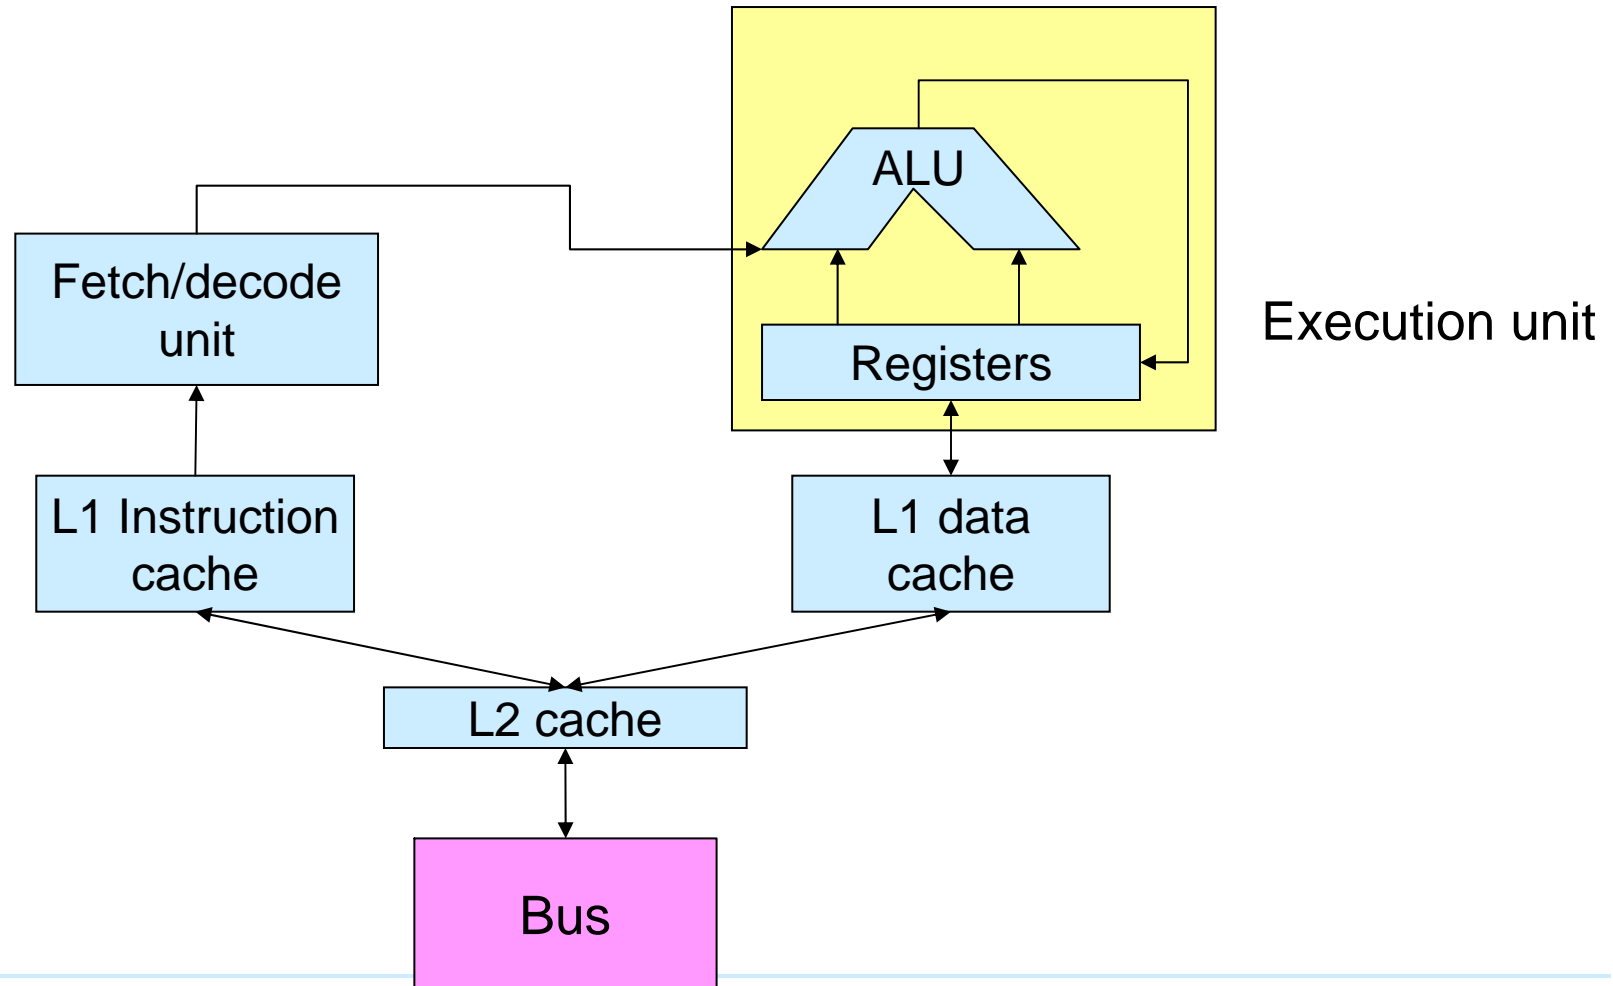 ALU
Fetch/decode
unit
Execution unit
Registers
L1 Instruction
cache
L1 data
cache
L2 cache
Bus